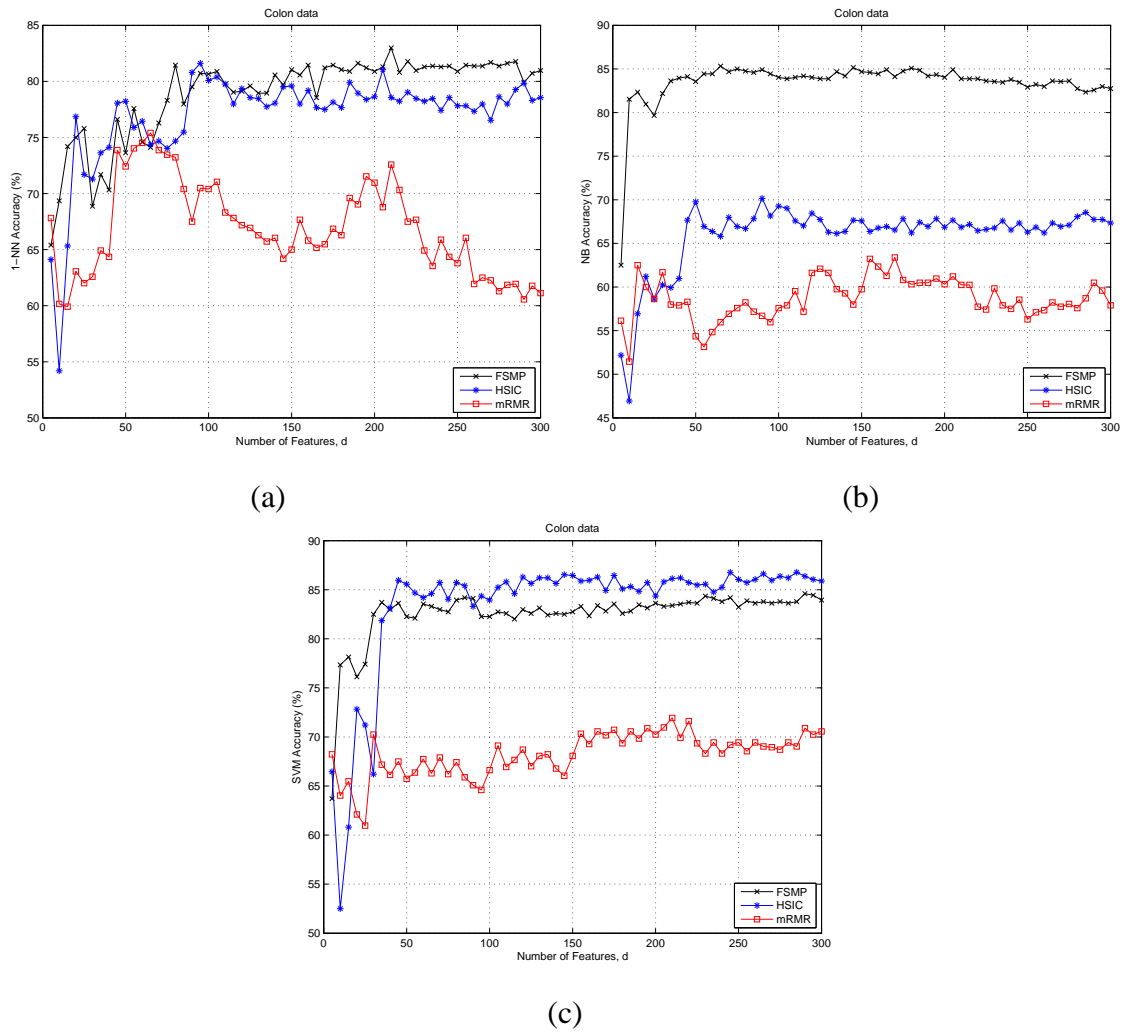 Colon data
85
80
75
70
65
60
55
50
1−NN Accuracy (%)
0 50 100 150 200 250 300
Number of Features, d
FSMP
HSIC
mRMR
(a)
Colon data
90
85
80
75
70
65
60
55
50
45
NB Accuracy (%)
0 50 100 150 200 250 300
Number of Features, d
FSMP
HSIC
mRMR
(b)
Colon data
90
85
80
75
70
65
60
55
50
SVM Accuracy (%)
0 50 100 150 200 250 300
Number of Features, d
FSMP
HSIC
mRMR
(c)